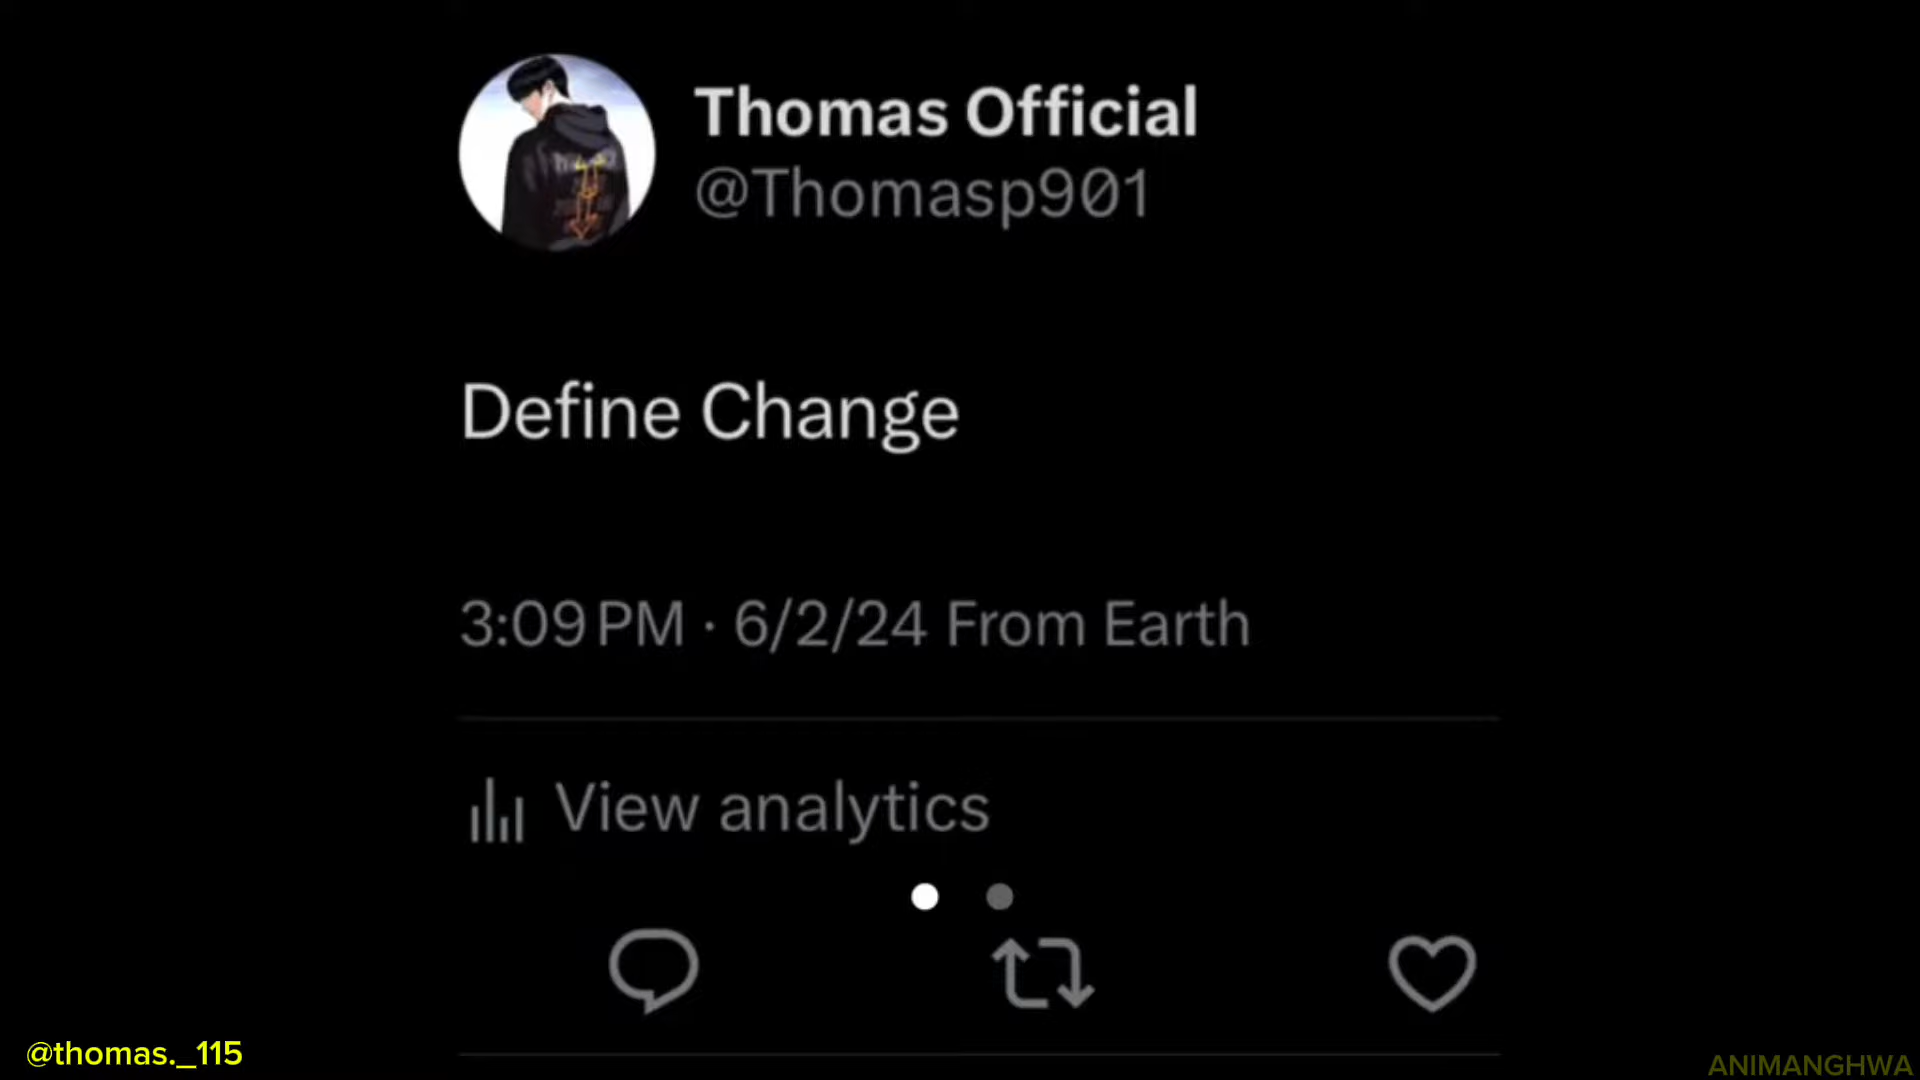 Thomas Official
@Thomasp901
Define Change
3:09 PM · 6/2/24 From Earth
View analytics
@thomas._115
ANIMANGHWA